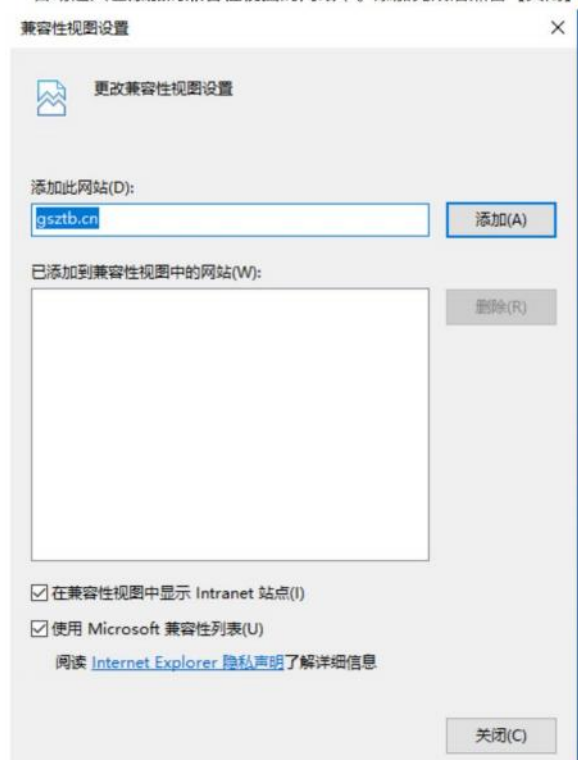 兼容性视图设置
更改兼容性视图设置
添加此网站(D):
gsztb.cn
添加(A)
已添加到兼容性视图中的网站(W):
删除(R)
在兼容性视图中显示 Intranet 站点(I)
使用 Microsoft 兼容性列表(U)
阅读 Internet Explorer 隐私声明了解详细信息
关闭(C)